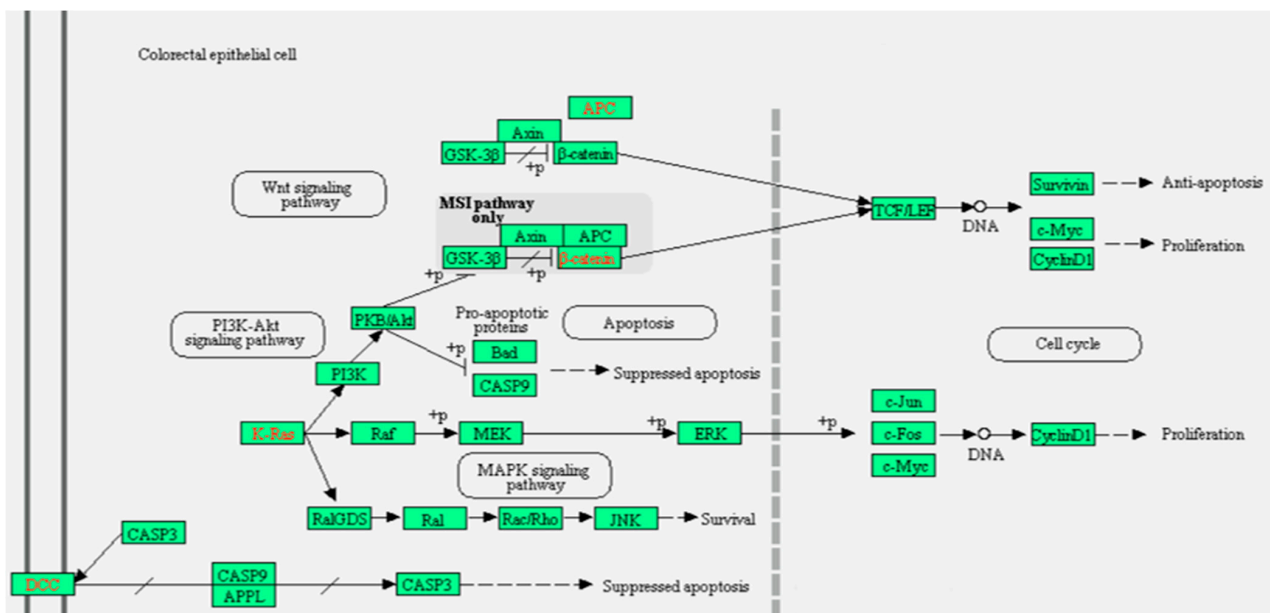 Colorectal epithelial cell
APC
Axin
GSK-3β
β-catenin
+p
Wnt signaling
pathway
MSI pathway
only
Axin
APC
GSK-3β
β-catenin
+p
+p
TCF/LEF
DNA
Survivin
Anti-apoptosis
c-Myc
CyclinD1
Proliferation
PKB/Akt
PI3K-Akt
signaling pathway
PI3K
Pro-apoptotic
proteins
Apoptosis
+p
Bad
CASP9
Suppressed apoptosis
Cell cycle
K-Ras
Raf
+p
MEK
+p
ERK
+p
c-Jun
c-Fos
c-Myc
DNA
CyclinD1
Proliferation
MAPK signaling
pathway
RalGDS
Ral
Rac/Rho
JNK
Survival
CASP3
DCC
CASP9
APPL
CASP3
Suppressed apoptosis